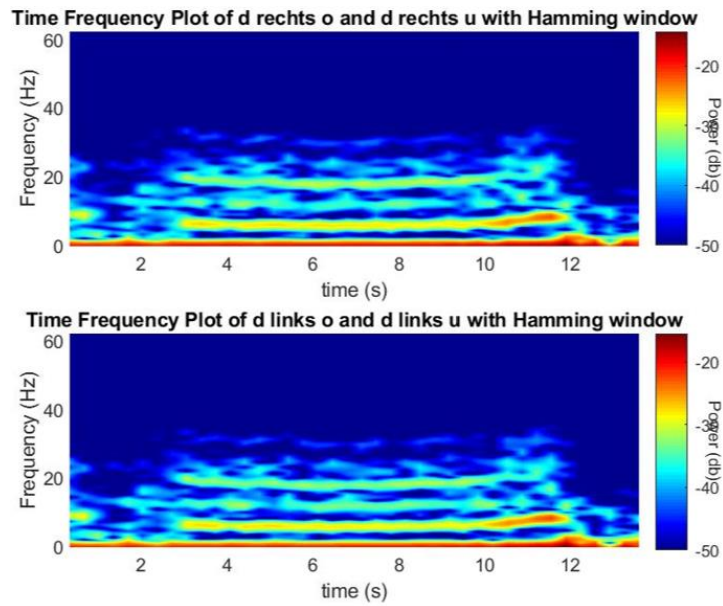 Time Frequency Plot of d rechts o and d rechts u with Hamming window
60
40
20
0
Frequency (Hz)
2 4 6 8 10 12
time (s)
-20
-30
-40
-50
Power (db)
Time Frequency Plot of d links o and d links u with Hamming window
60
40
20
0
Frequency (Hz)
2 4 6 8 10 12
time (s)
-20
-30
-40
-50
Power (db)